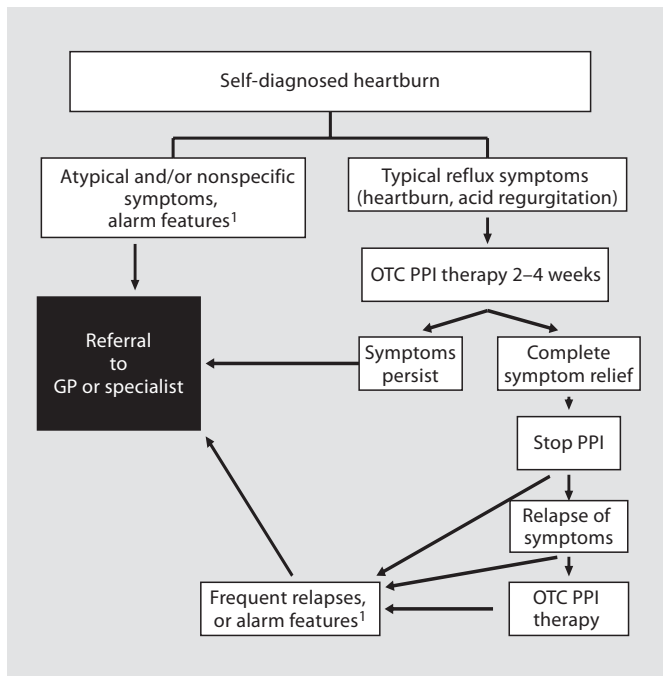 Self-diagnosed heartburn
Atypical and/or nonspecific
symptoms,
alarm features1
Typical reflux symptoms
(heartburn, acid regurgitation)
OTC PPI therapy 2–4 weeks
Referral
to
GP or specialist
Symptoms
persist
Complete
symptom relief
Stop PPI
Relapse of
symptoms
Frequent relapses,
or alarm features1
OTC PPI
therapy